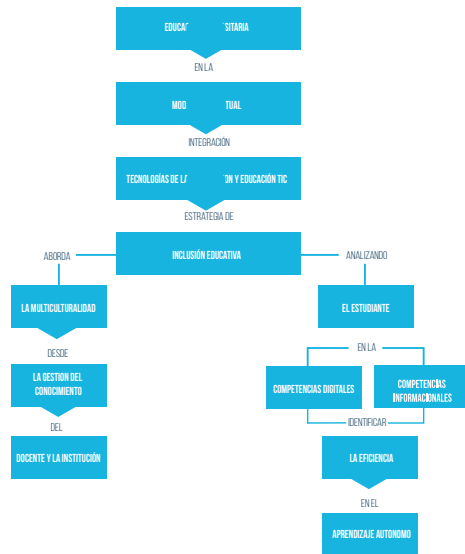 EDUCA SITARIA
EN LA
MOD TUAL
INTEGRACIÓN
TECNOLOGÍAS DE LA ON Y EDUCACIÓN TIC
ESTRATEGIA DE
INCLUSIÓN EDUCATIVA
ABORDA
ANALIZANDO
LA MULTICULTURALIDAD
EL ESTUDIANTE
DESDE
EN LA
LA GESTION DEL
CONOCIMIENTO
COMPETENCIAS DIGITALES
COMPETENCIAS
INFORMACIONALES
DEL
IDENTIFICAR
DOCENTE Y LA INSTITUCIÓN
LA EFICIENCIA
EN EL
APRENDIZAJE AUTONOMO